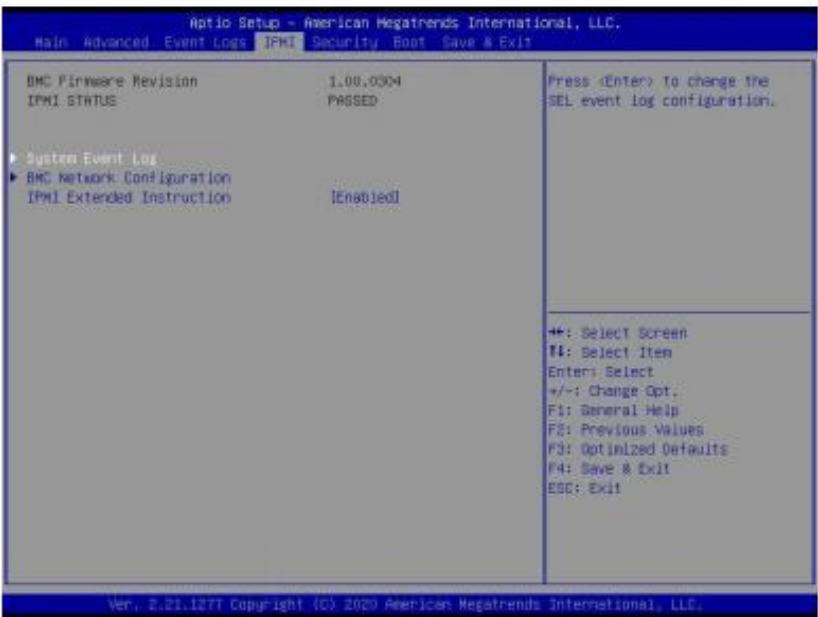 Aptio Setup - American Megatrends International, LLC.
Main Advanced Event Logs IPMI Security Boot Save & Exit
BMC Firmware Revision 1.00.0304
IPMI STATUS PASSED
System Event Log
BMC Network Configuration
IPMI Extended Instruction [Enabled]
Press <Enter> to change the
SEL event log configuration.
→←: Select Screen
↑↓: Select Item
Enter: Select
+/-: Change Opt.
F1: General Help
F2: Previous Values
F3: Optimized Defaults
F4: Save & Exit
ESC: Exit
Ver. 2.21.1277 Copyright (C) 2020 American Megatrends International, LLC.